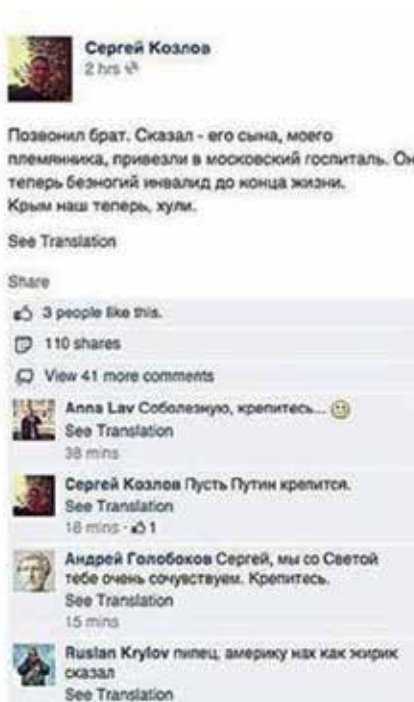 Сергей Козлов
2 hrs
Позвонил брат. Сказал - его сына, моего
племянника, привезли в московский госпиталь. Он
теперь безногий инвалид до конца жизни.
Крым наш теперь, хули.
See Translation
Share
3 people like this.
110 shares
View 41 more comments
Anna Lav Соболезную, крепитесь...
See Translation
38 mins
Сергей Козлов Пусть Путин крепится.
See Translation
18 mins · 1
Андрей Голобоков Сергей, мы со Светой
тебе очень сочувствуем. Крепитесь.
See Translation
15 mins
Ruslan Krylov пипец, америку нах как жирик
сказал
See Translation